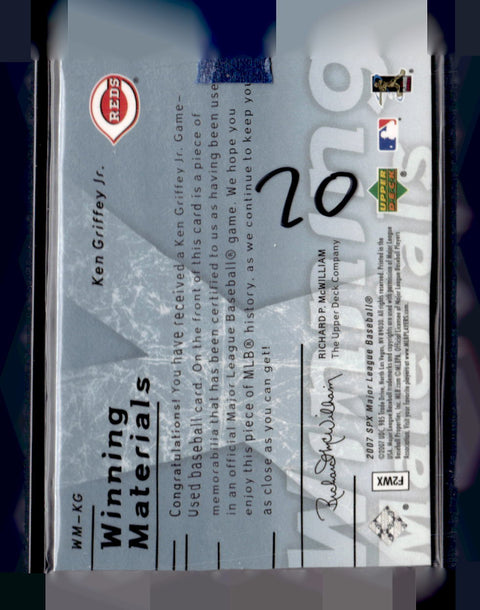 WM-KG
Ken Griffey Jr.
REDS
Winning
Materials
Congratulations! You have received a Ken Griffey Jr. Game-
Used baseball card. On the front of this card is a piece of
memorabilia that has been certified to us as having been use
in an official Major League Baseball® game. We hope you
enjoy this piece of MLB® history, as we continue to keep you
as close as you can get!
20
RICHARD P. McWILLIAM
The Upper Deck Company
UPPER
DECK
2007 SPX Major League Baseball®
F2WX